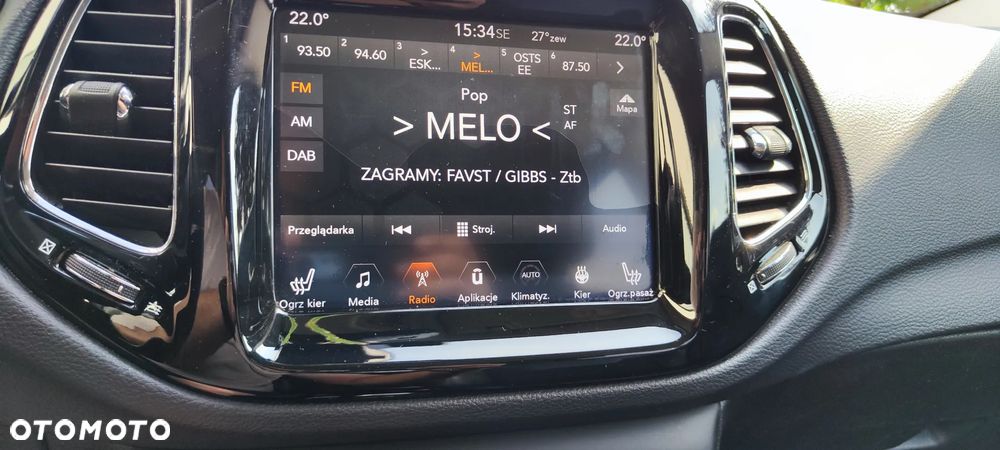 22.0° 15:34SE 27°zew 22.0°
1 93.50 2 94.60 3 > ESK... 4 > MEL... 5 OSTS EE 6 87.50
FM Pop ST AF Mapa
AM > MELO <
DAB ZAGRAMY: FAVST / GIBBS - Ztb
Przeglądarka Stroj. Audio
AUTO
Ogrz kier Media Radio Aplikacje Klimatyz. Kier Ogrz.pasaż
OTOMOTO